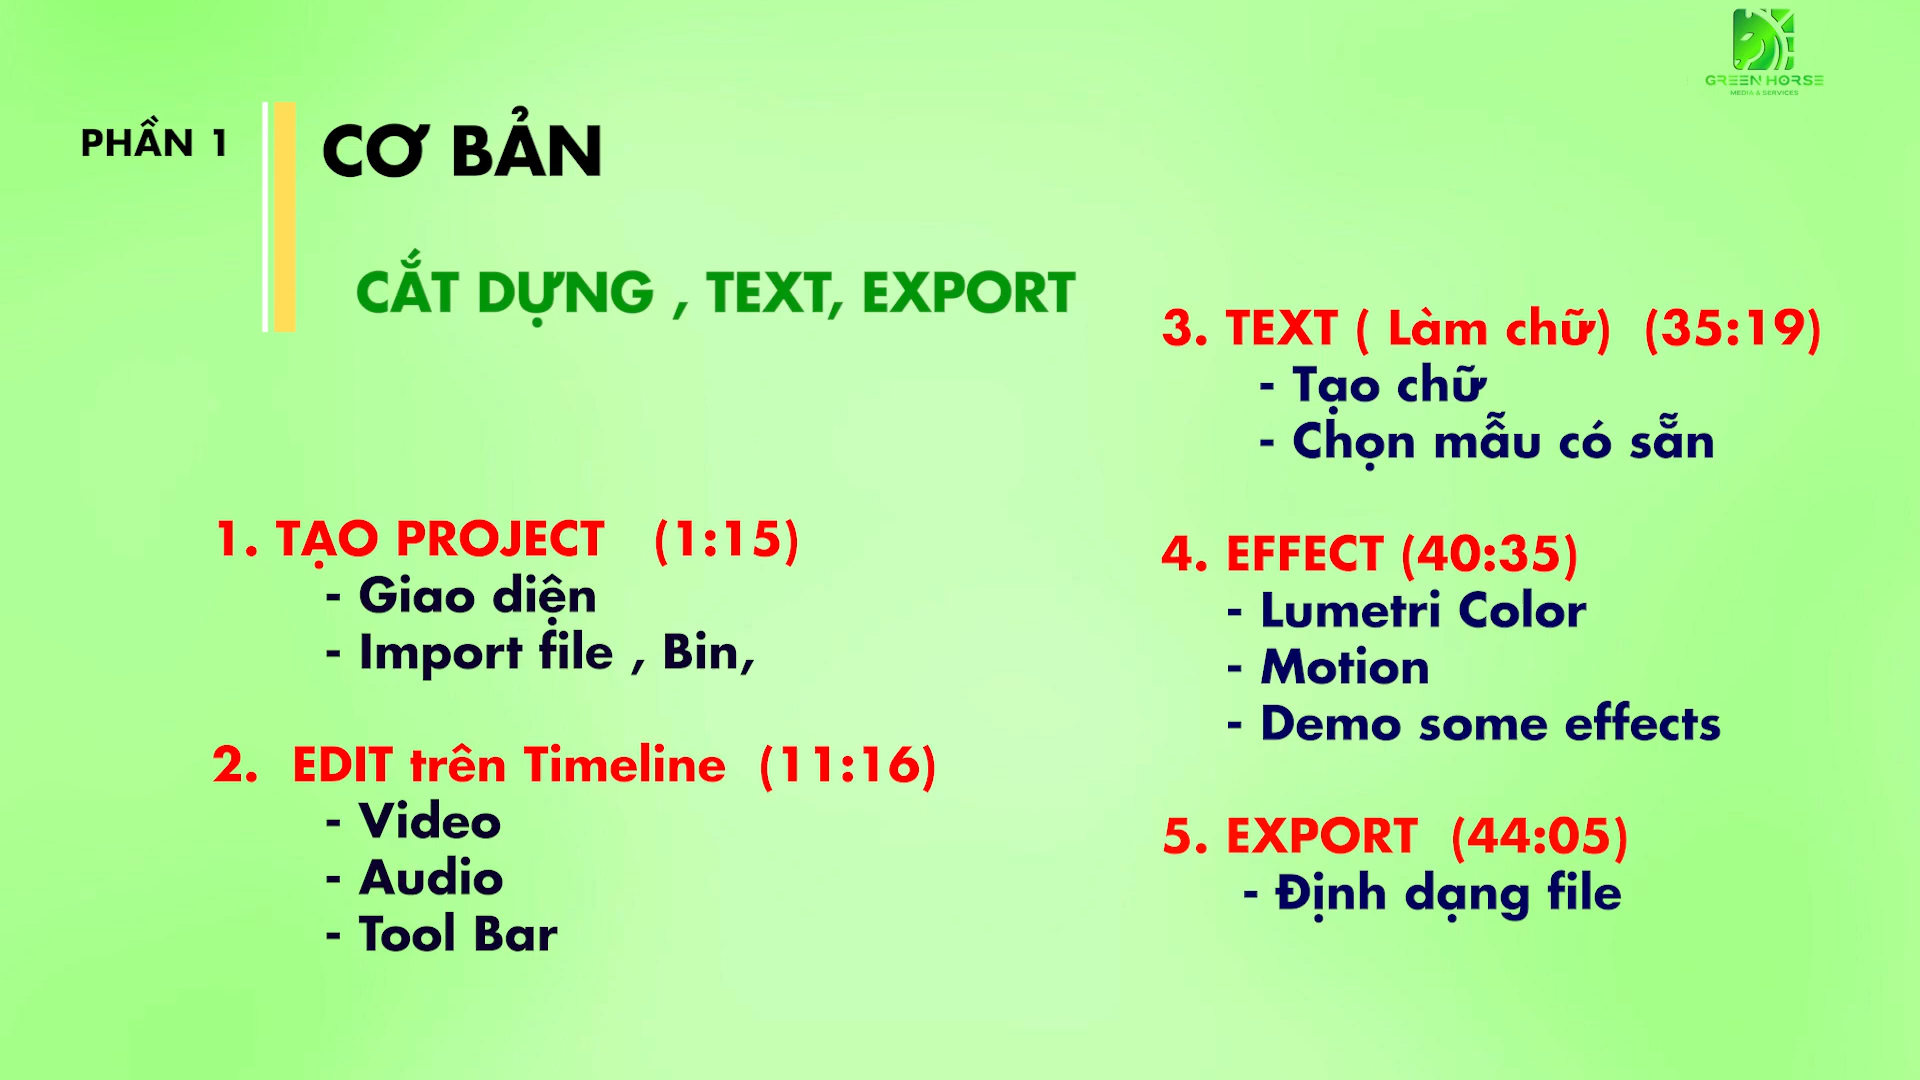 GREEN HORSE
MEDIA & SERVICES
PHẦN 1
CƠ BẢN
CẮT DỰNG , TEXT, EXPORT
1. TẠO PROJECT (1:15)
- Giao diện
- Import file , Bin,
2. EDIT trên Timeline (11:16)
- Video
- Audio
- Tool Bar
3. TEXT ( Làm chữ) (35:19)
- Tạo chữ
- Chọn mẫu có sẵn
4. EFFECT (40:35)
- Lumetri Color
- Motion
- Demo some effects
5. EXPORT (44:05)
- Định dạng file